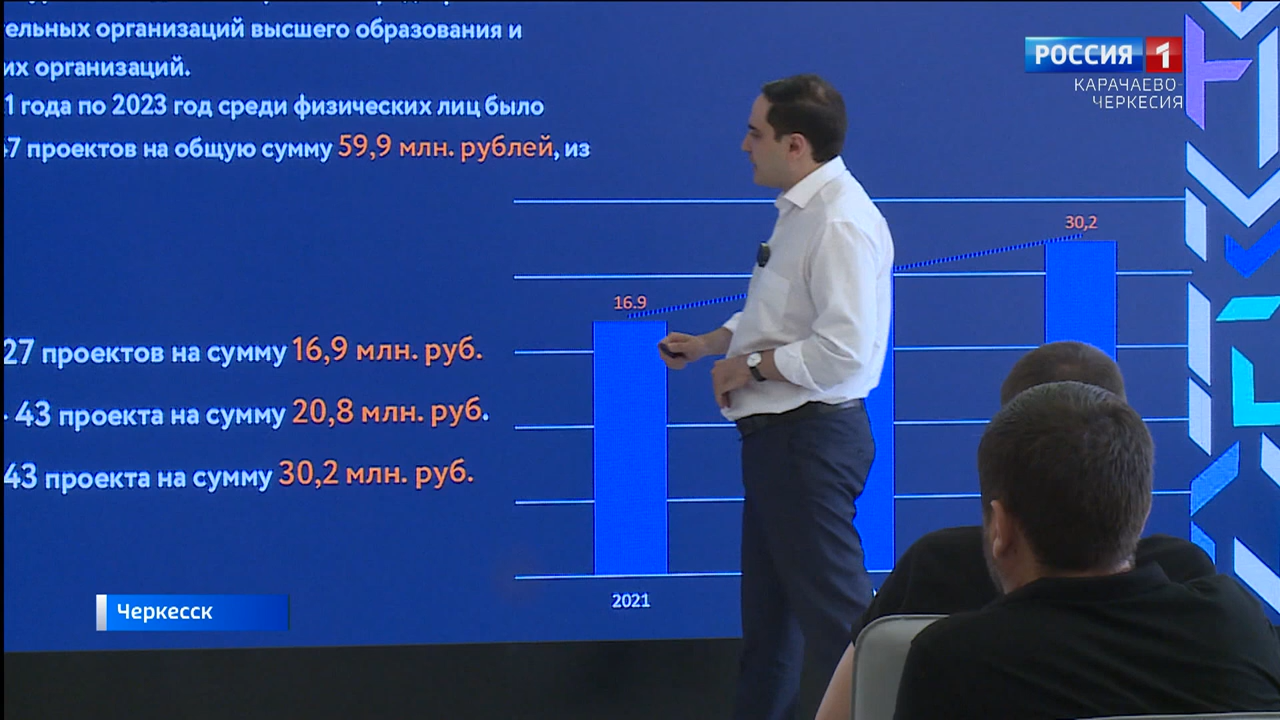 тельных организаций высшего образования и
их организаций.
1 года по 2023 год среди физических лиц было
7 проектов на общую сумму 59,9 млн. рублей, из
27 проектов на сумму 16,9 млн. руб.
- 43 проекта на сумму 20,8 млн. руб.
43 проекта на сумму 30,2 млн. руб.
16.9
30,2
2021
РОССИЯ 1
КАРАЧАЕВО-
ЧЕРКЕСИЯ
Черкесск